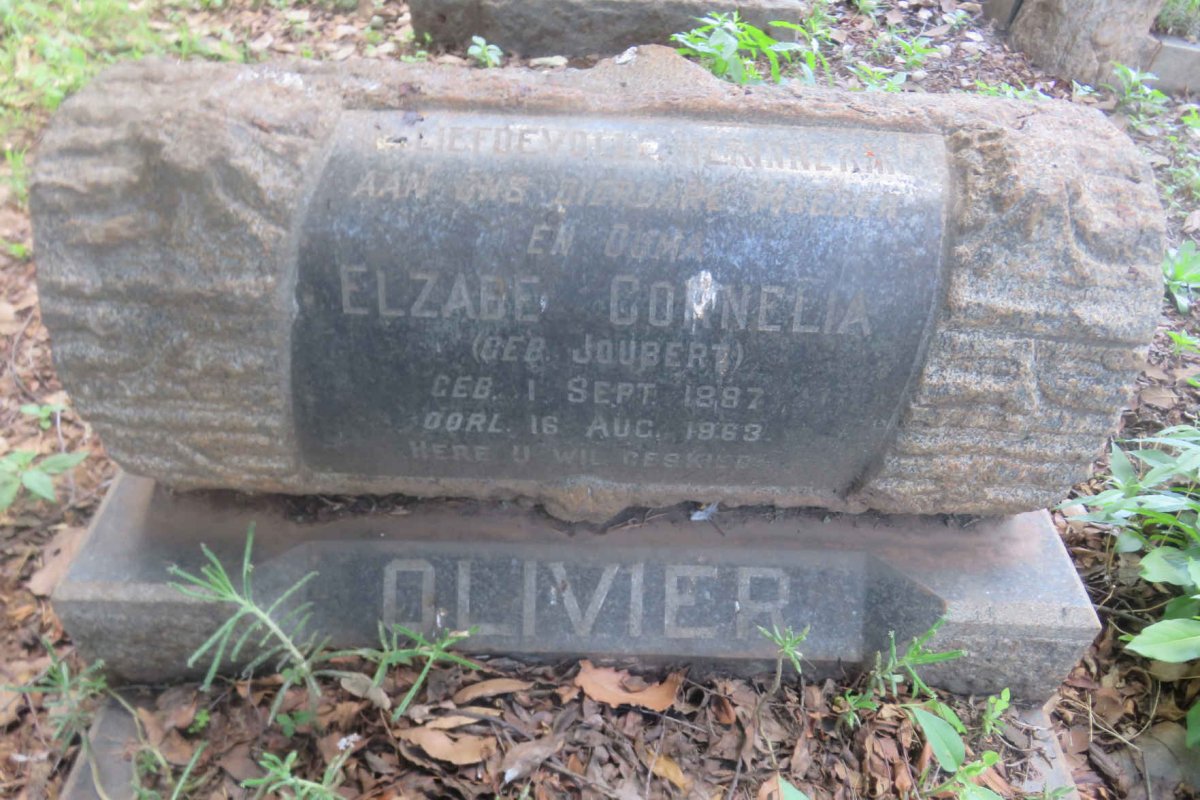 LIEFDEVOLLE HERINNERING
AAN ONS DIERBARE MOEDER
EN OUMA
ELZABE CORNELIA
(GEB. JOUBERT)
GEB. 1 SEPT. 1887
OORL. 16 AUG. 1963.
HERE U WIL GESKIED
OLIVIER